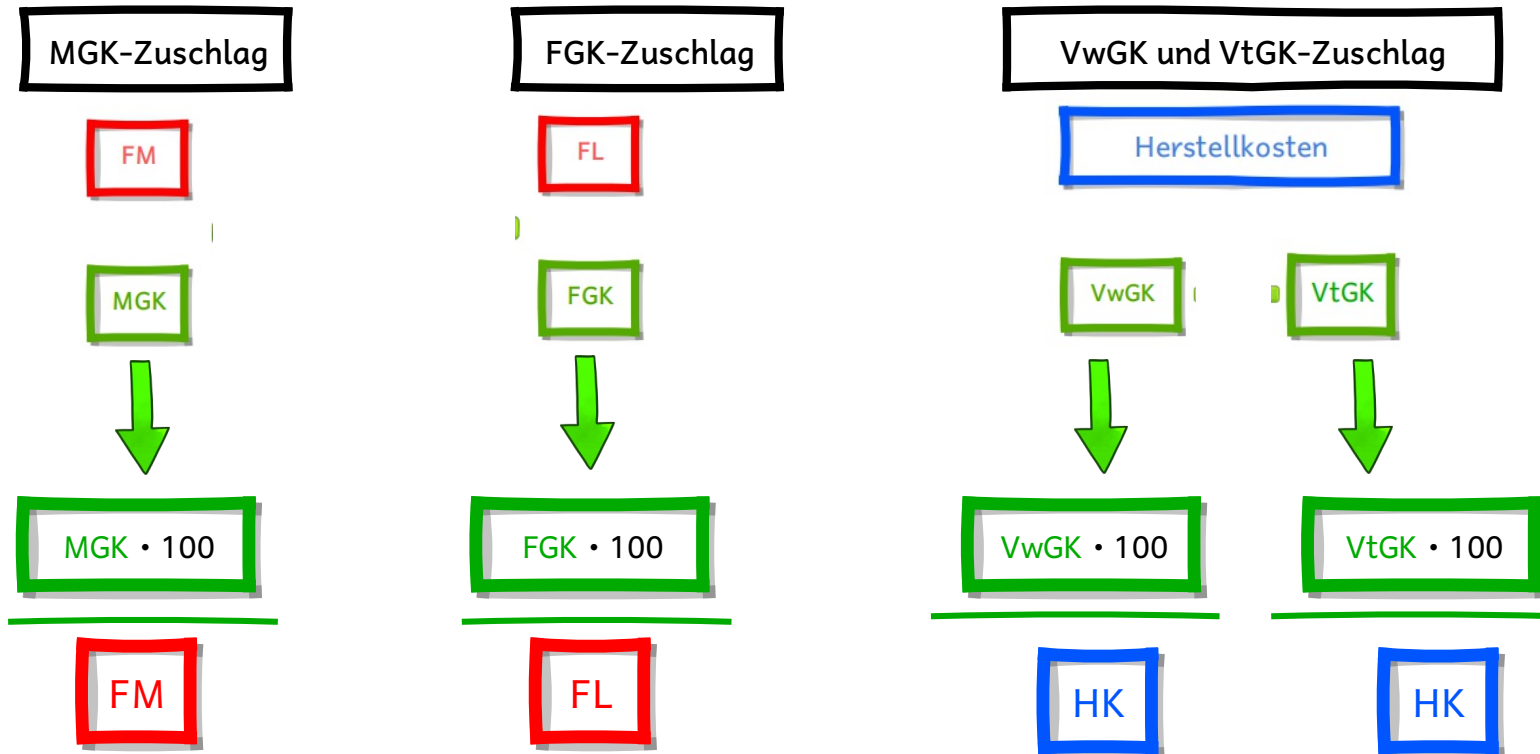 MGK-Zuschlag
FGK-Zuschlag
VwGK und VtGK-Zuschlag
FM
FL
Herstellkosten
MGK
FGK
VwGK
VtGK
MGK · 100
FGK · 100
VwGK · 100
VtGK · 100
FM
FL
HK
HK